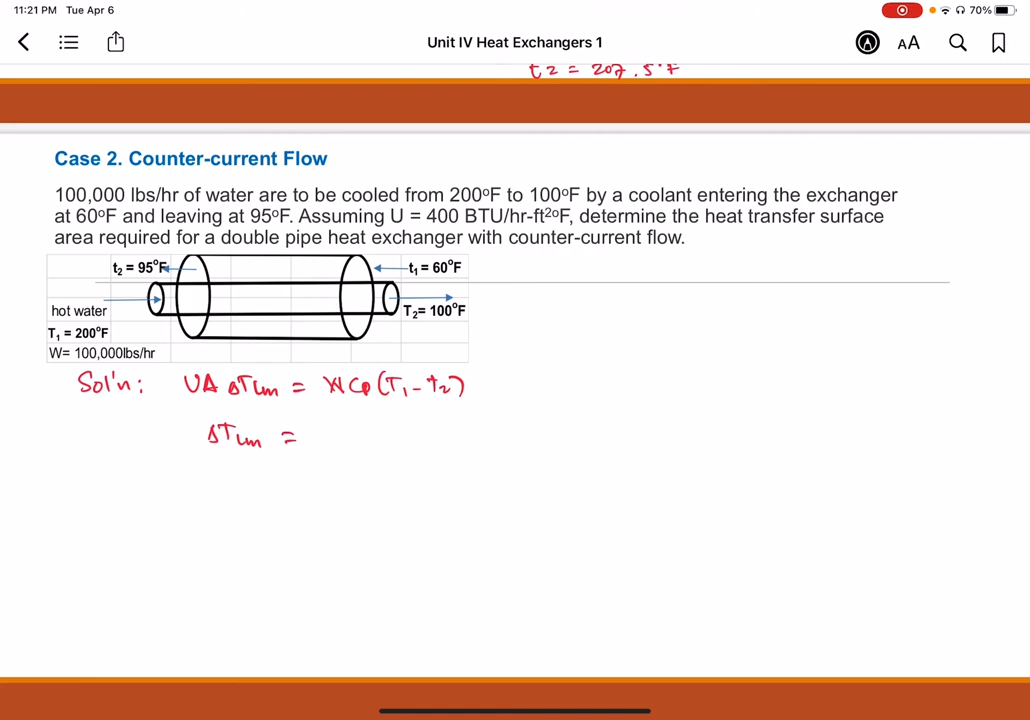 11:21 PM Tue Apr 6
70%
Unit IV Heat Exchangers 1
AA
t2 = 207.5°F
Case 2. Counter-current Flow
100,000 lbs/hr of water are to be cooled from 200°F to 100°F by a coolant entering the exchanger
at 60°F and leaving at 95°F. Assuming U = 400 BTU/hr-ft²°F, determine the heat transfer surface
area required for a double pipe heat exchanger with counter-current flow.
t₂ = 95°F
t₁ = 60°F
hot water
T₂= 100°F
T₁ = 200°F
W= 100,000lbs/hr
Sol'n: UA ΔTLm = WCp(T₁ - t₂)
ΔTLm =